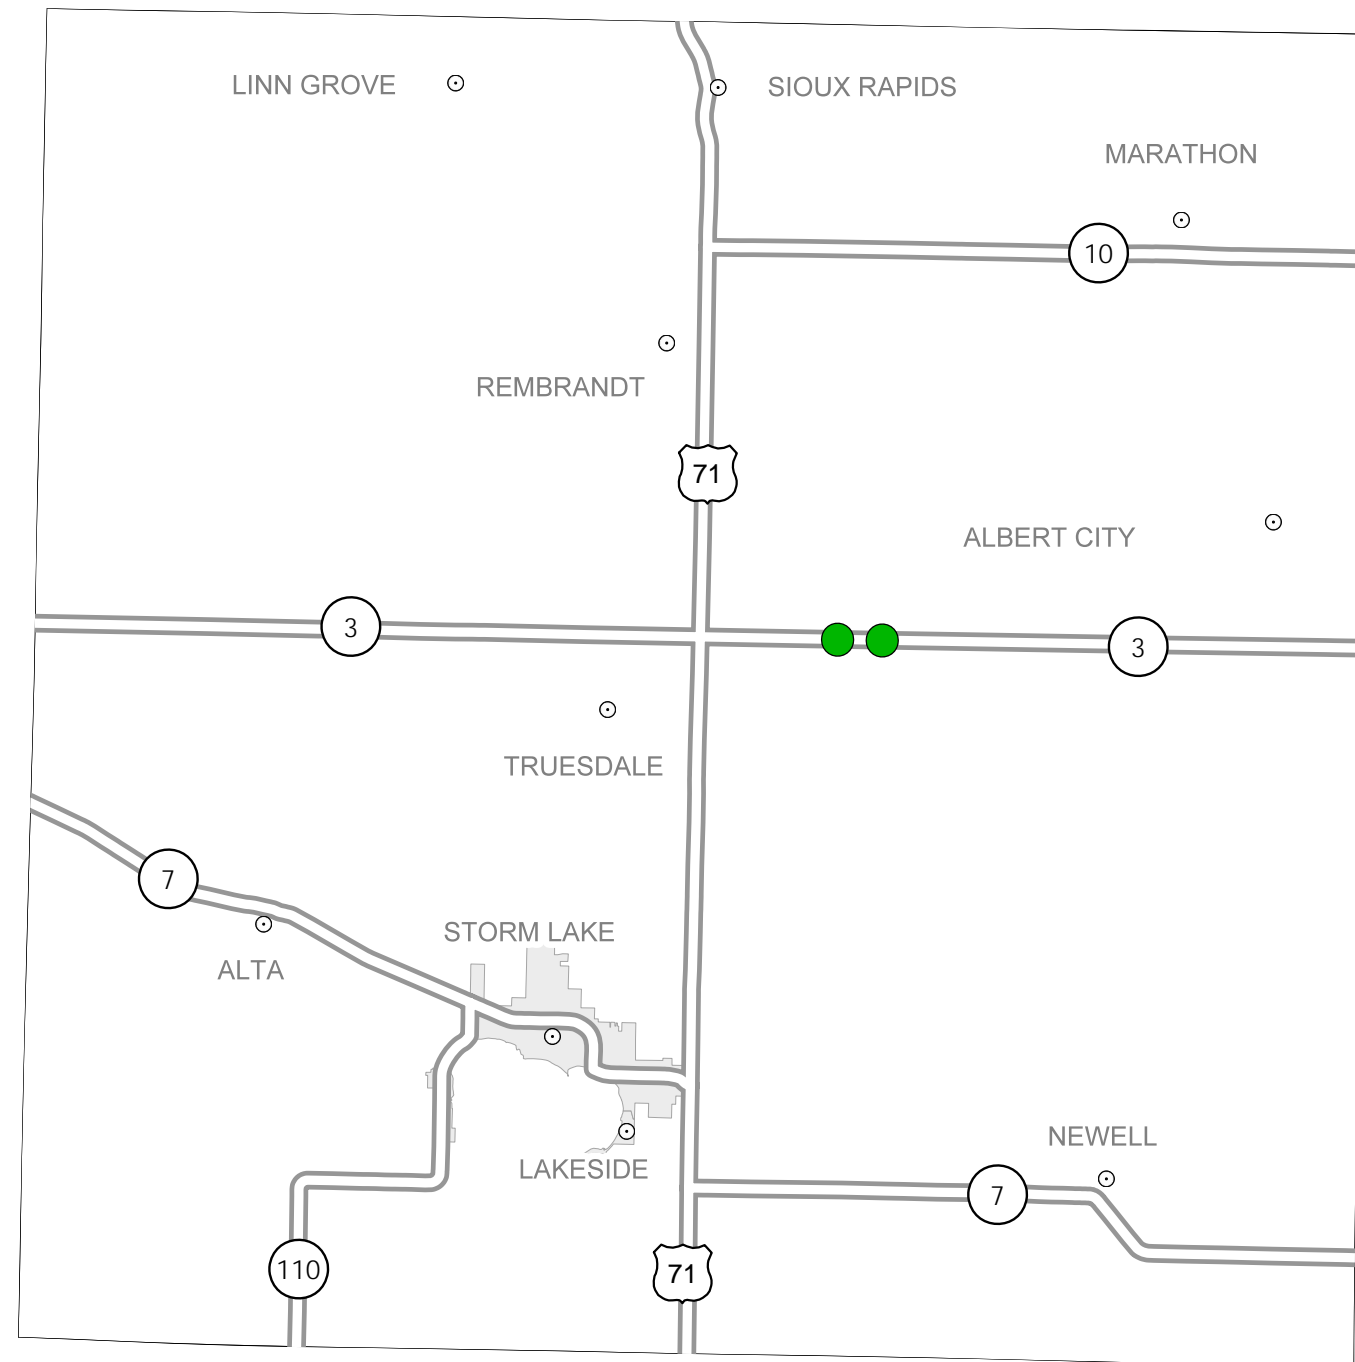 LINN GROVE
SIOUX RAPIDS
MARATHON
10
REMBRANDT
71
ALBERT CITY
3
3
TRUESDALE
7
STORM LAKE
ALTA
NEWELL
LAKESIDE
7
110
71